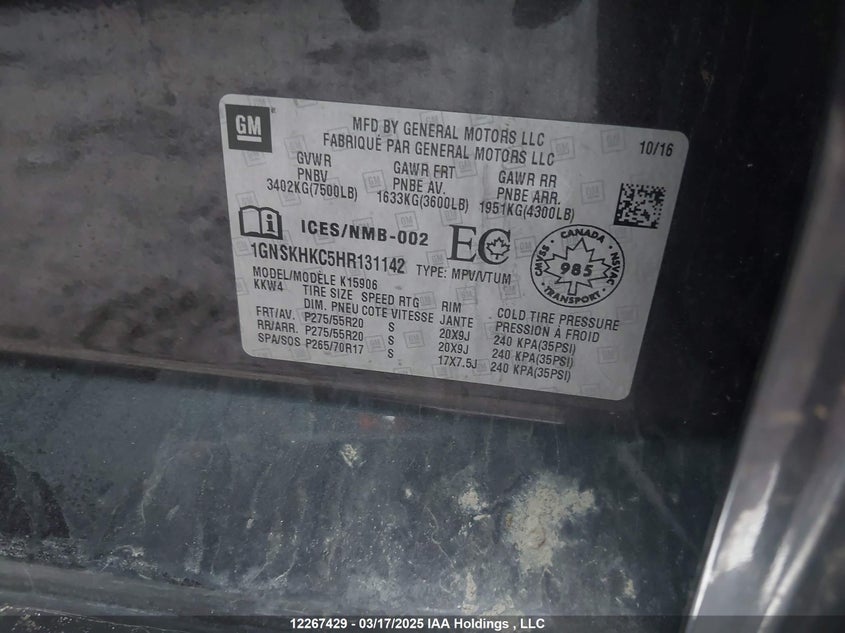 GM
MFD BY GENERAL MOTORS LLC
FABRIQUÉ PAR GENERAL MOTORS LLC
10/16
GVWR GAWR FRT GAWR RR
PNBV PNBE AV. PNBE ARR.
3402KG(7500LB) 1633KG(3600LB) 1951KG(4300LB)
ICES/NMB-002 EC
1GNSKHKC5HR131142 TYPE: MPV/VTUM
CANADA
CMVSS 985 NSVAC
TRANSPORT
MODEL/MODÈLE K15906
KKW4 TIRE SIZE SPEED RTG RIM COLD TIRE PRESSURE
DIM. PNEU COTE VITESSE JANTE PRESSION À FROID
FRT/AV. P275/55R20 S 20X9J 240 KPA(35PSI)
RR/ARR. P275/55R20 S 20X9J 240 KPA(35PSI)
SPA/SOS P265/70R17 S 17X7.5J 240 KPA(35PSI)
12267429 - 03/17/2025 IAA Holdings , LLC